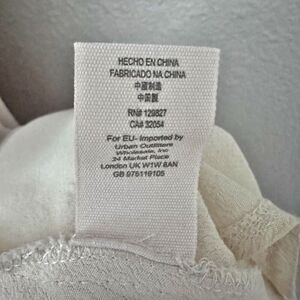 HECHO EN CHINA
FABRICADO NA CHINA
中國制造
中国製
RN# 129827
CA# 32054
For EU- Imported by
Urban Outfitters
Wholesale, Inc
24 Market Place
London UK W1W 8AN
GB 975119105